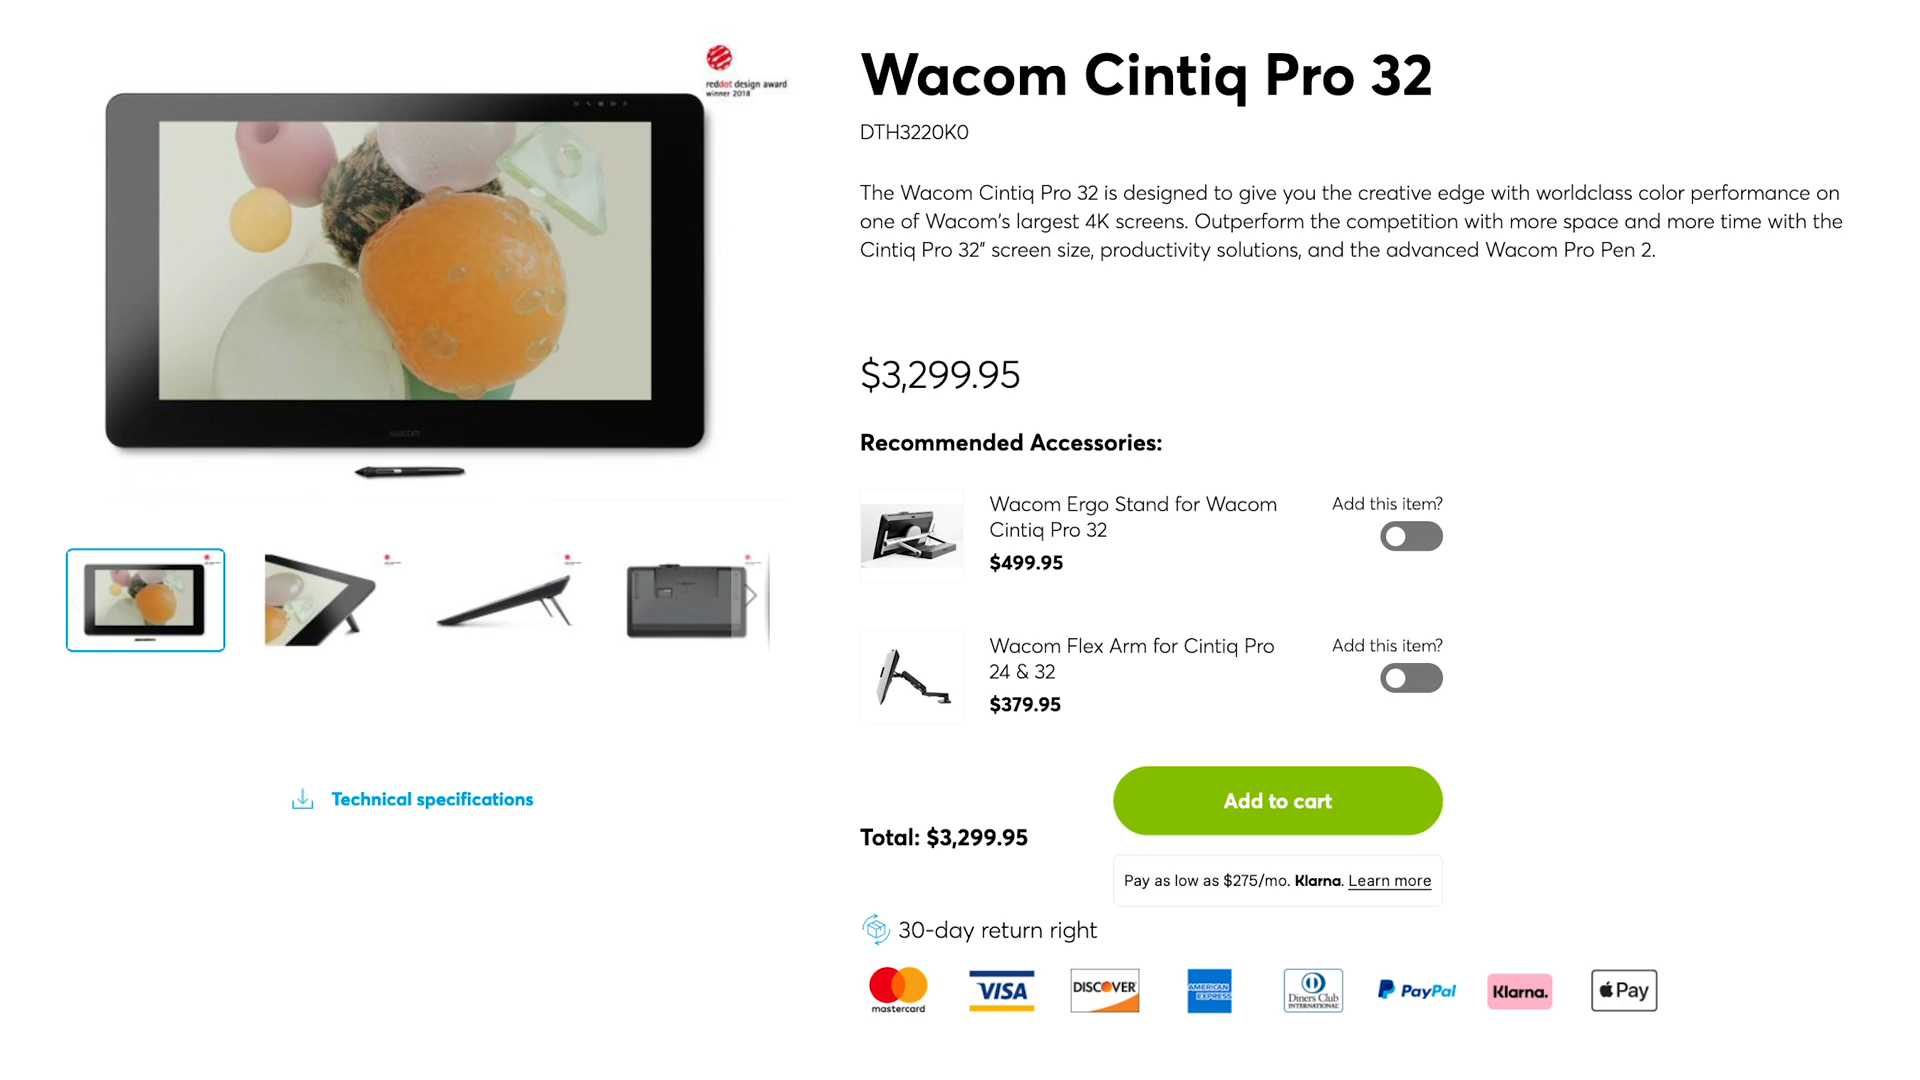 reddot design award
winner 2018
wacom
Wacom Cintiq Pro 32
DTH3220K0
The Wacom Cintiq Pro 32 is designed to give you the creative edge with worldclass color performance on
one of Wacom's largest 4K screens. Outperform the competition with more space and more time with the
Cintiq Pro 32" screen size, productivity solutions, and the advanced Wacom Pro Pen 2.
$3,299.95
Recommended Accessories:
Wacom Ergo Stand for Wacom
Cintiq Pro 32
$499.95
Add this item?
Wacom Flex Arm for Cintiq Pro
24 & 32
$379.95
Add this item?
Technical specifications
Add to cart
Total: $3,299.95
Pay as low as $275/mo. Klarna. Learn more
30-day return right
mastercard
VISA
DISCOVER
AMERICAN
EXPRESS
Diners Club
INTERNATIONAL
PayPal
Klarna.
Pay